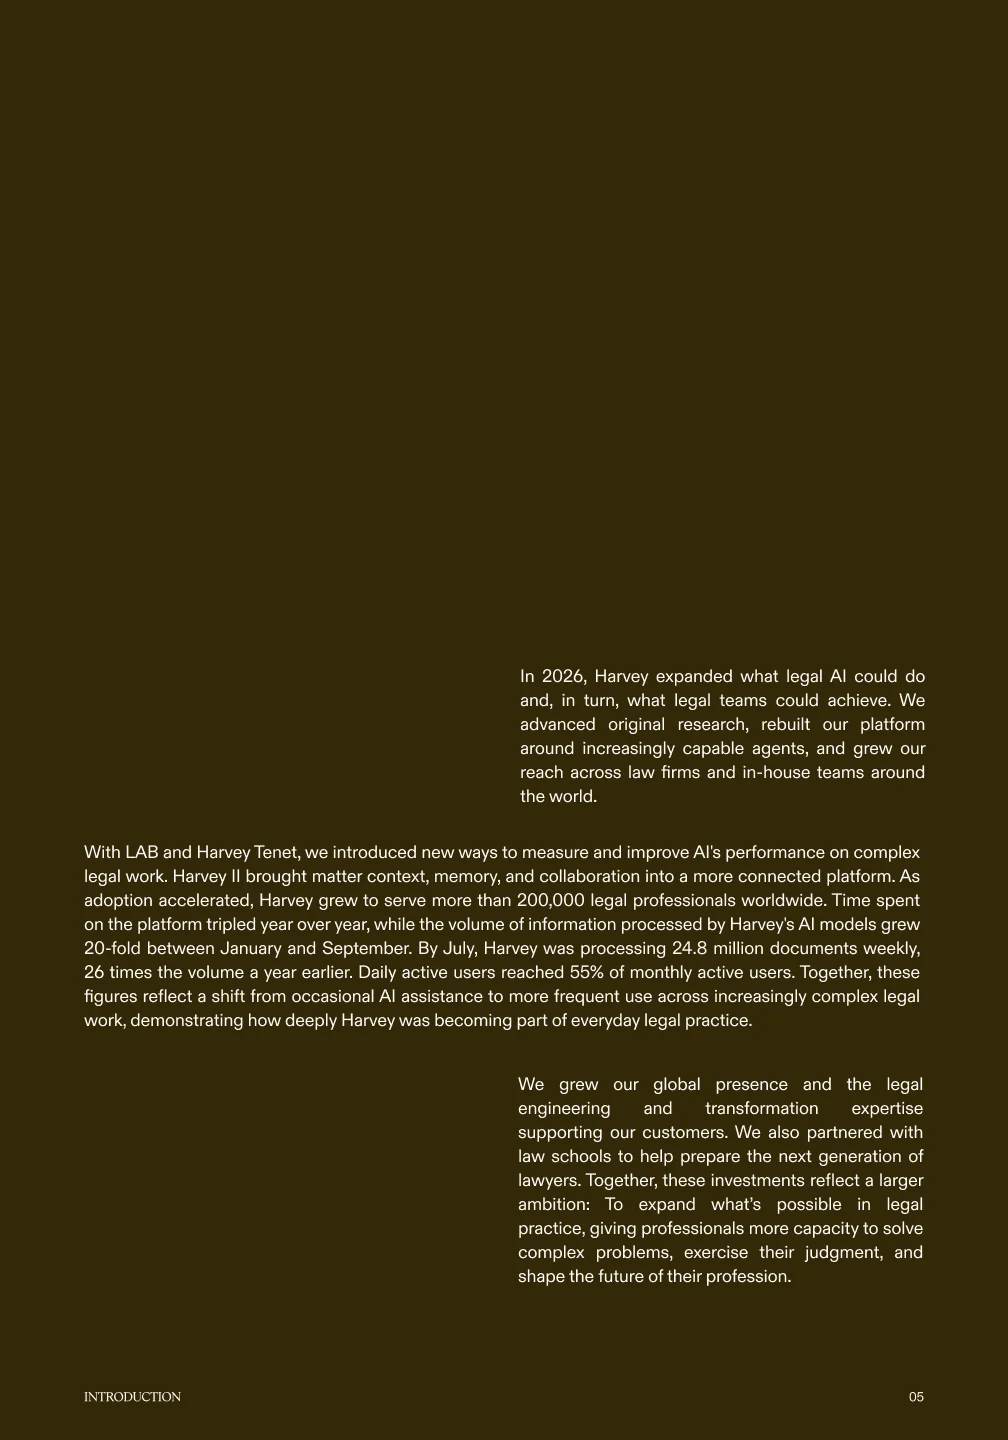 In 2026, Harvey expanded what legal AI could do
and, in turn, what legal teams could achieve. We
advanced original research, rebuilt our platform
around increasingly capable agents, and grew our
reach across law firms and in-house teams around
the world.
With LAB and Harvey Tenet, we introduced new ways to measure and improve AI's performance on complex
legal work. Harvey II brought matter context, memory, and collaboration into a more connected platform. As
adoption accelerated, Harvey grew to serve more than 200,000 legal professionals worldwide. Time spent
on the platform tripled year over year, while the volume of information processed by Harvey's AI models grew
20-fold between January and September. By July, Harvey was processing 24.8 million documents weekly,
26 times the volume a year earlier. Daily active users reached 55% of monthly active users. Together, these
figures reflect a shift from occasional AI assistance to more frequent use across increasingly complex legal
work, demonstrating how deeply Harvey was becoming part of everyday legal practice.
We grew our global presence and the legal
engineering and transformation expertise
supporting our customers. We also partnered with
law schools to help prepare the next generation of
lawyers. Together, these investments reflect a larger
ambition: To expand what’s possible in legal
practice, giving professionals more capacity to solve
complex problems, exercise their judgment, and
shape the future of their profession.
INTRODUCTION
05